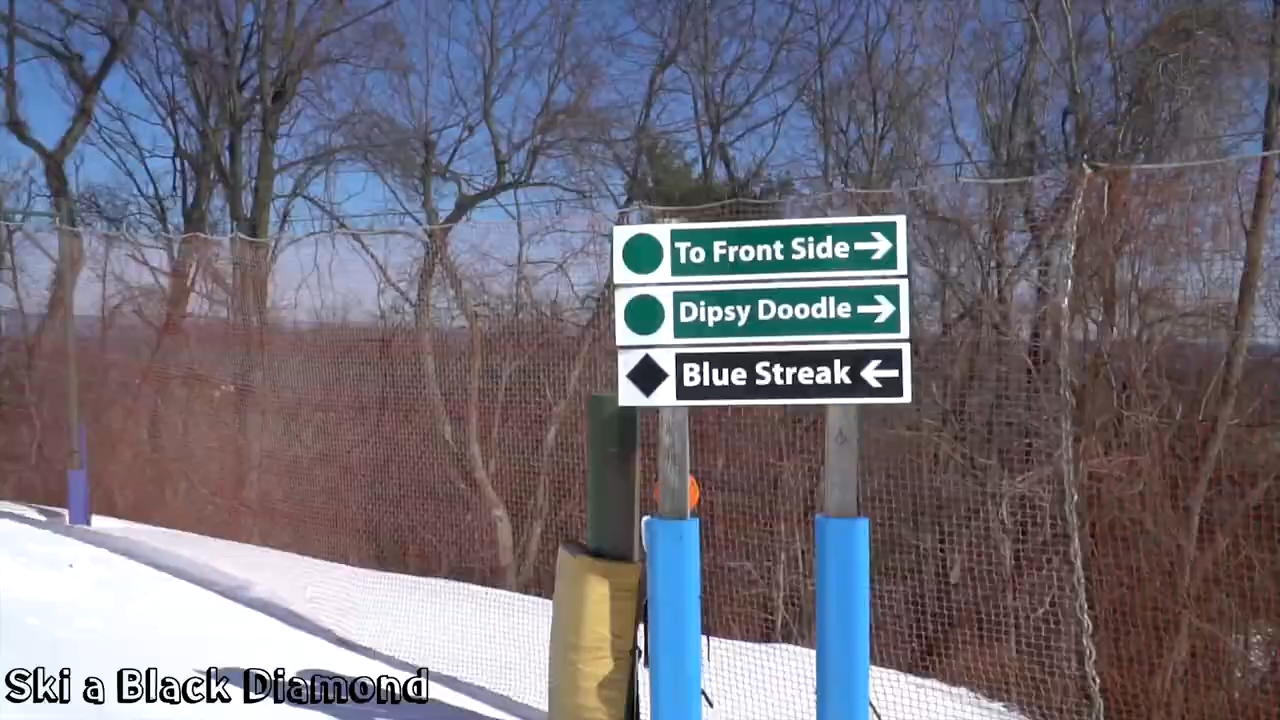 To Front Side →
Dipsy Doodle →
Blue Streak ←
Ski a Black Diamond